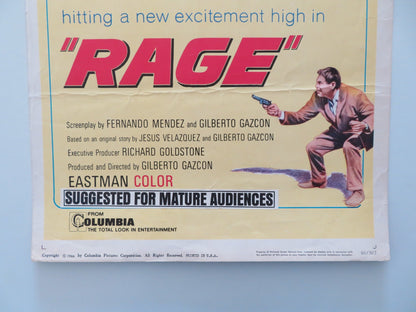 hitting a new excitement high in
"RAGE"
Screenplay by FERNANDO MENDEZ and GILBERTO GAZCON
Based on an original story by JESUS VELAZQUEZ and GILBERTO GAZCON
Executive Producer RICHARD GOLDSTONE
Produced and Directed by GILBERTO GAZCON
EASTMAN COLOR
SUGGESTED FOR MATURE AUDIENCES
FROM
COLUMBIA
THE TOTAL LOOK IN ENTERTAINMENT
Copyright © 1966 by Columbia Pictures Corporation. All Rights Reserved. PRINTED IN U.S.A.
66/323